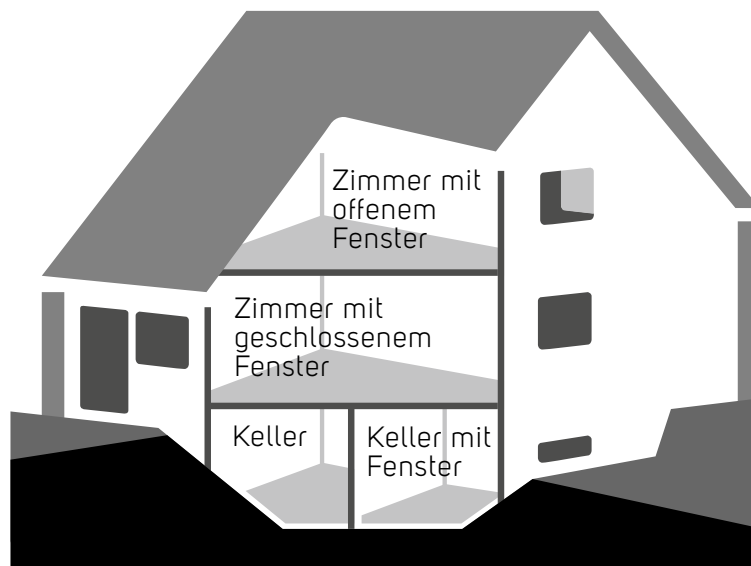 Zimmer mit
offenem
Fenster
Zimmer mit
geschlossenem
Fenster
Keller
Keller mit
Fenster